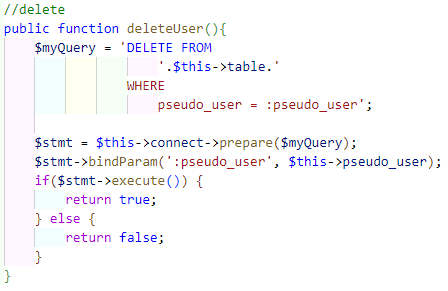 //delete
public function deleteUser(){
$myQuery = 'DELETE FROM
'.$this->table.'
WHERE
pseudo_user = :pseudo_user';
$stmt = $this->connect->prepare($myQuery);
$stmt->bindParam(':pseudo_user', $this->pseudo_user);
if($stmt->execute()) {
return true;
} else {
return false;
}
}